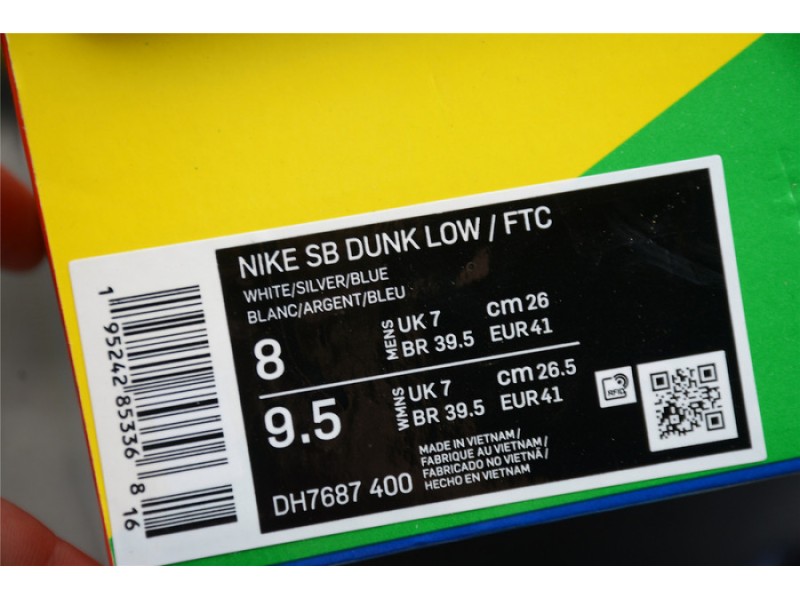 NIKE SB DUNK LOW / FTC
WHITE/SILVER/BLUE
BLANC/ARGENT/BLEU
8 MENS UK 7 cm 26
BR 39.5 EUR 41
9.5 WMNS UK 7 cm 26.5
BR 39.5 EUR 41
MADE IN VIETNAM/
FABRIQUE AU VIETNAM/
FABRICADO NO VIETNÃ/
HECHO EN VIETNAM
DH7687 400
RFID
1 95242 85336 8 16